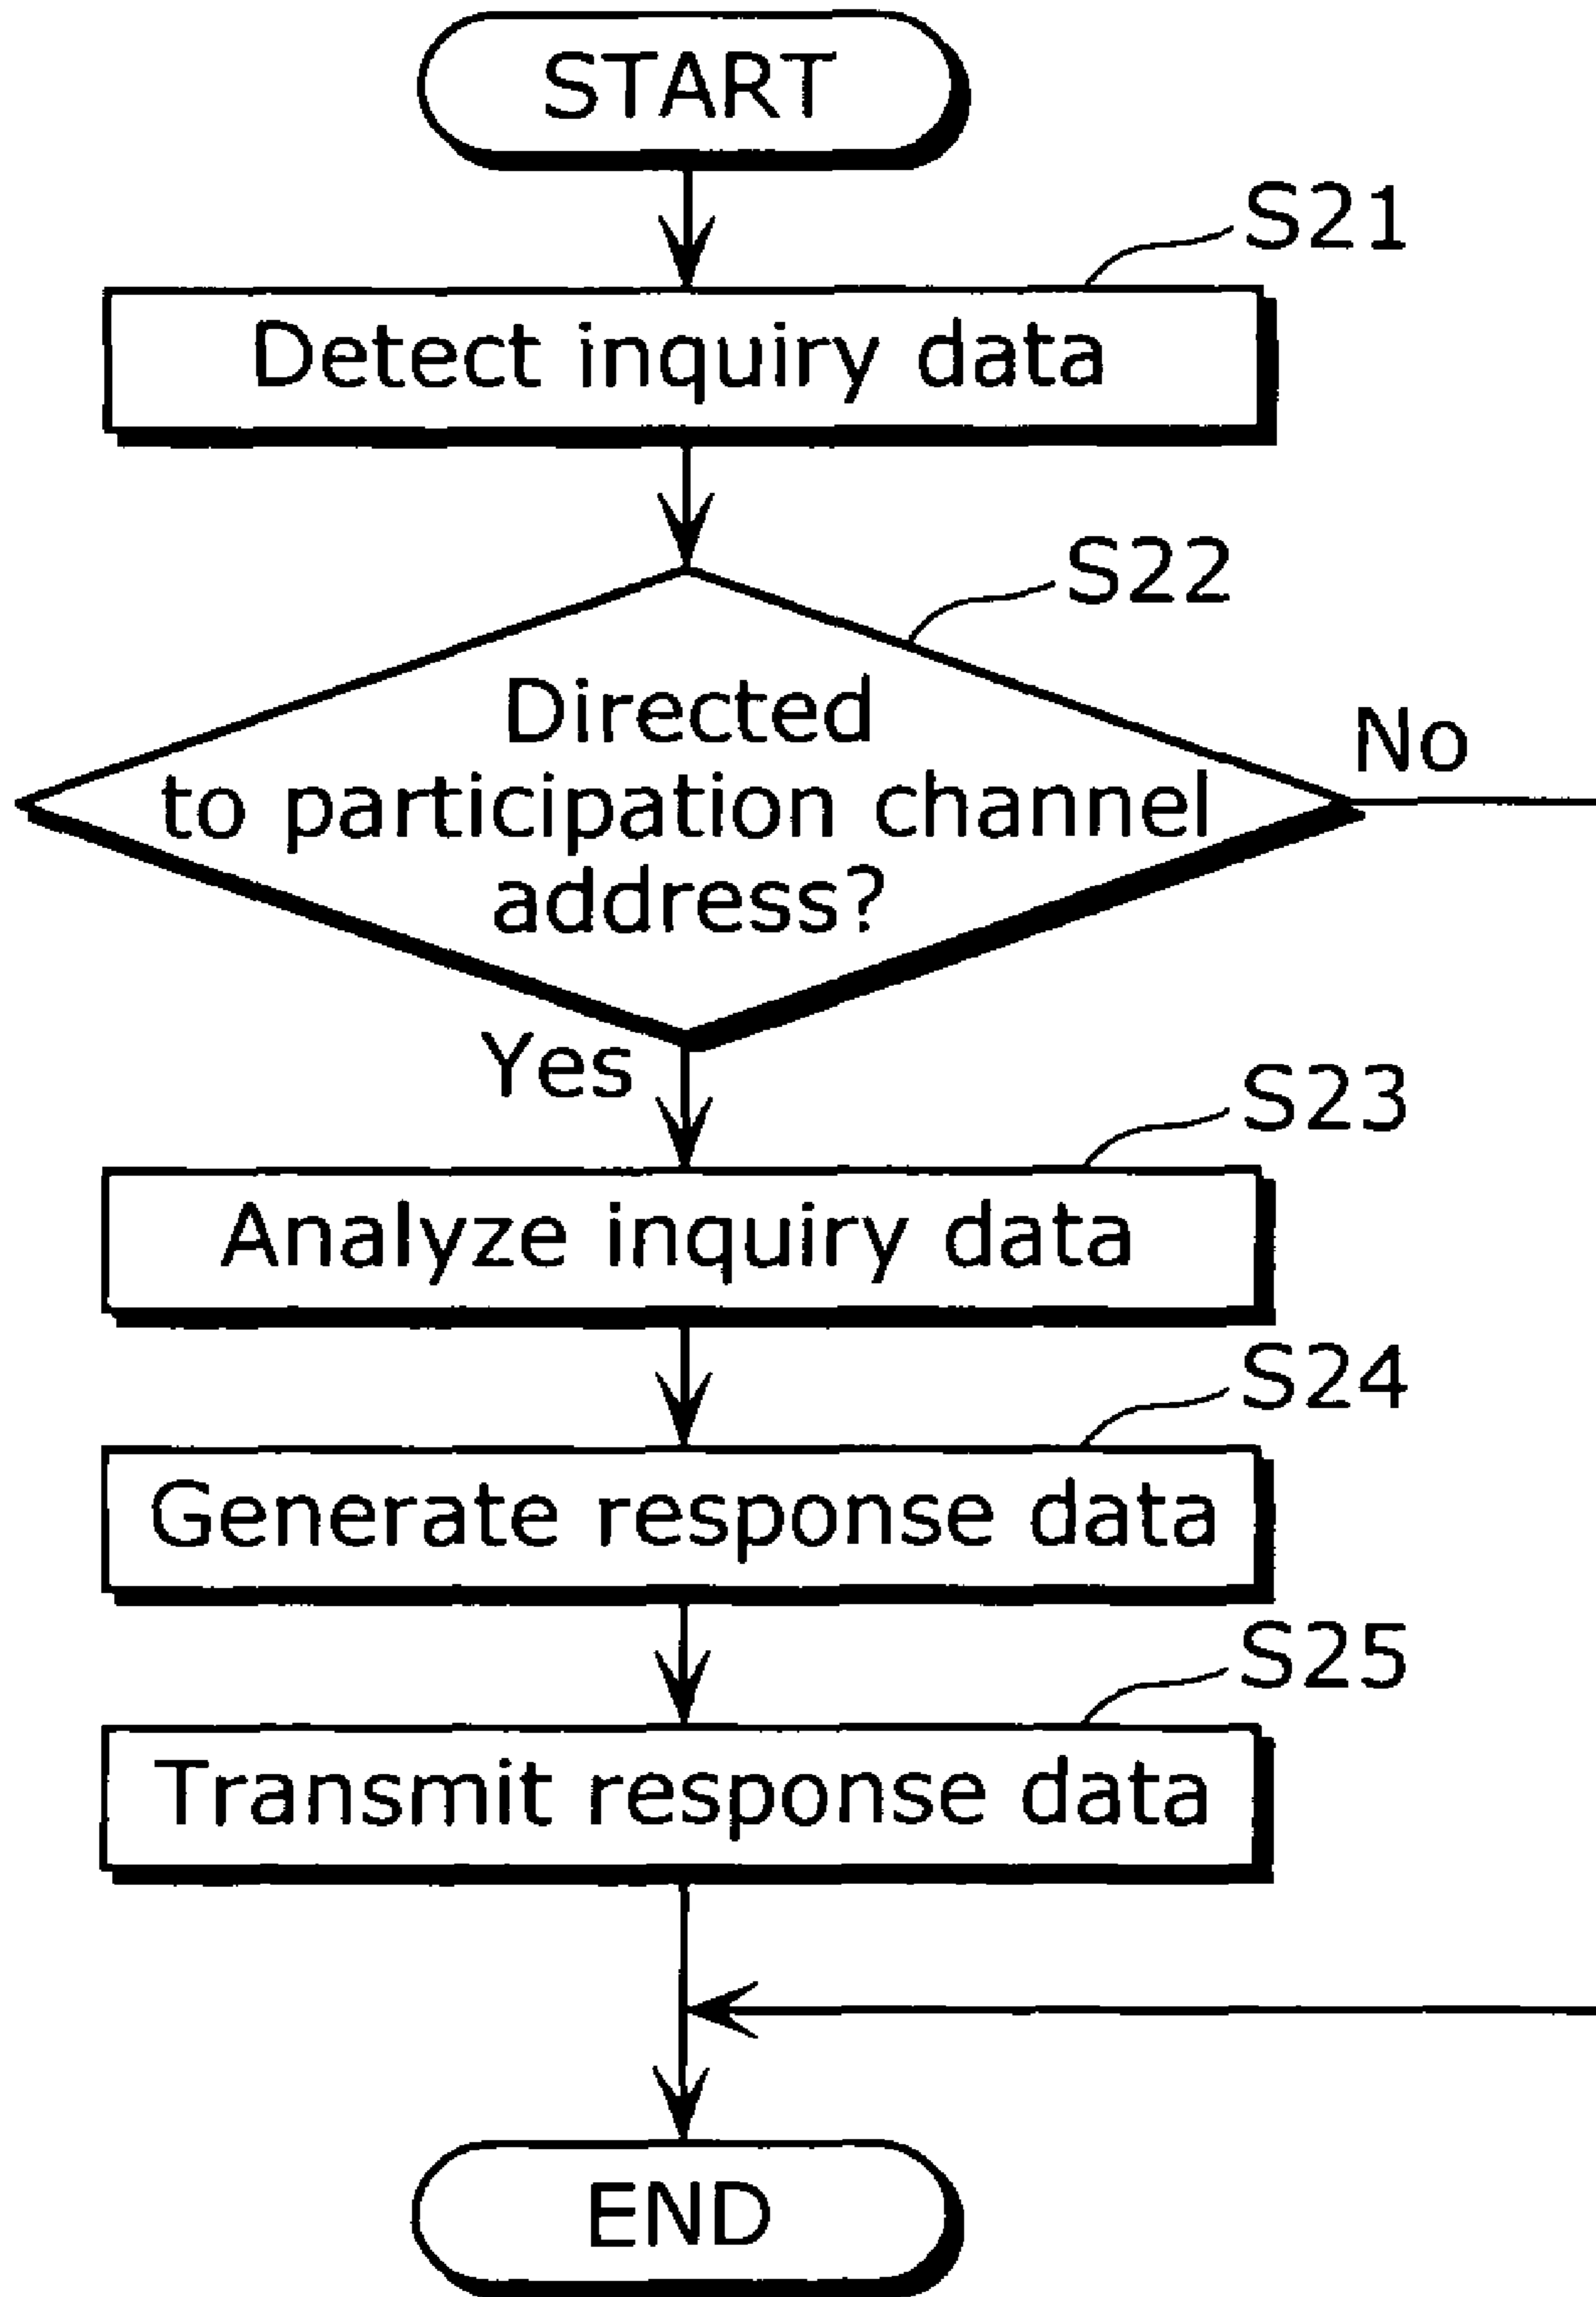 START
S21
Detect inquiry data
S22
Directed
No
to participation channel
address?
Yes
S23
Analyze inquiry data
S24
Generate response data
S25
Transmit response data
END